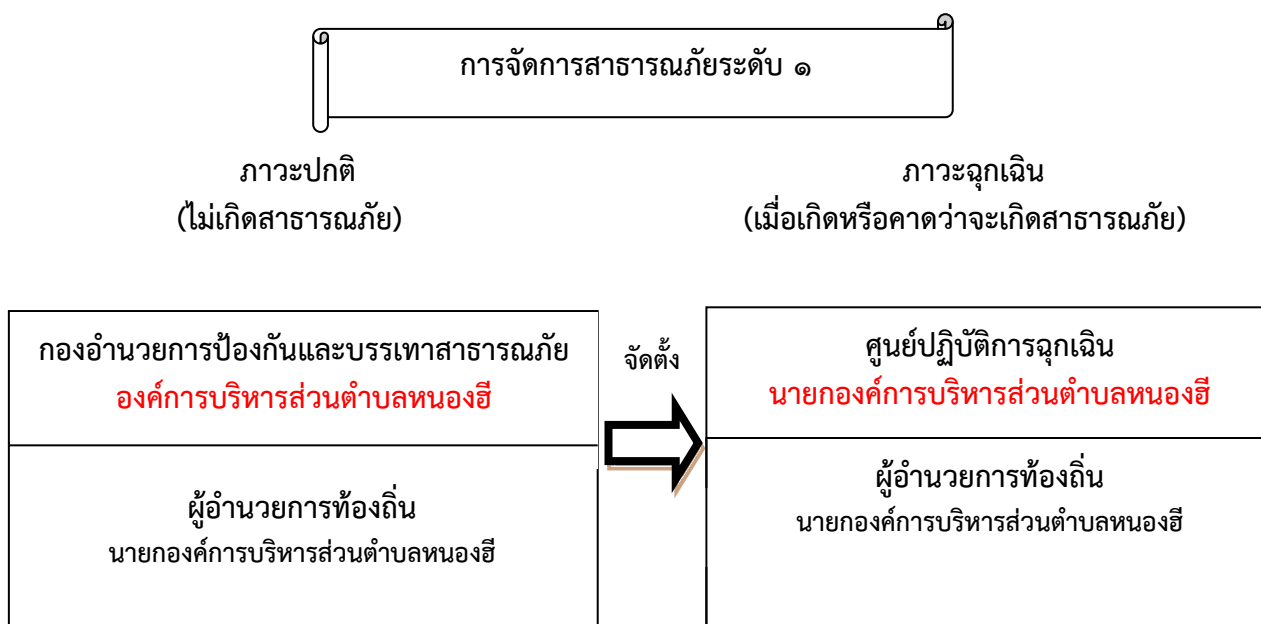 การจัดการสาธารณภัยระดับ ๑
ภาวะปกติ
(ไม่เกิดสาธารณภัย)
ภาวะฉุกเฉิน
(เมื่อเกิดหรือคาดว่าจะเกิดสาธารณภัย)
กองอำนวยการป้องกันและบรรเทาสาธารณภัย
องค์การบริหารส่วนตำบลหนองฮี
ผู้อำนวยการท้องถิ่น
นายกองค์การบริหารส่วนตำบลหนองฮี
จัดตั้ง
ศูนย์ปฏิบัติการฉุกเฉิน
นายกองค์การบริหารส่วนตำบลหนองฮี
ผู้อำนวยการท้องถิ่น
นายกองค์การบริหารส่วนตำบลหนองฮี